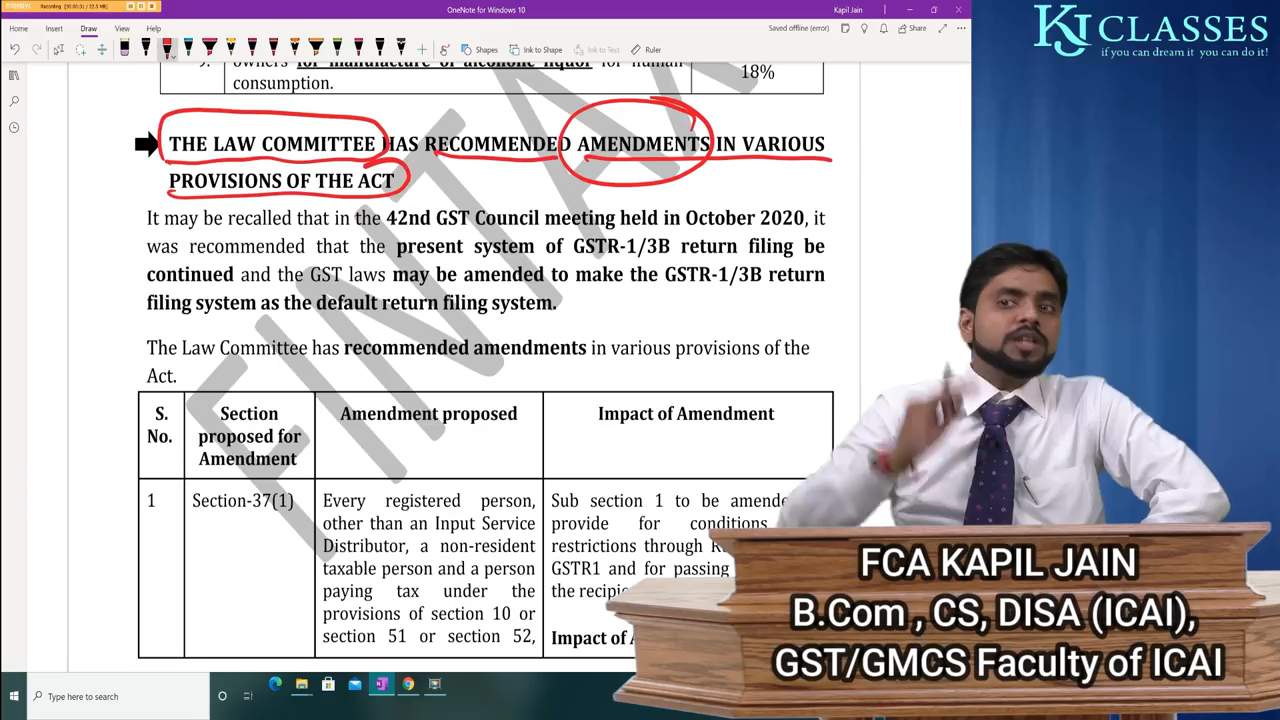 Recording
OneNote for Windows 10
Kapil Jain
Home Insert Draw View Help
Saved offline (error)
Share
Shapes
Ink to Shape
Ink to Text
Ruler
KJ CLASSES
if you can dream it you can do it!
9. owners for manufacture of alcoholic liquor for human
consumption.
18%
THE LAW COMMITTEE HAS RECOMMENDED AMENDMENTS IN VARIOUS
PROVISIONS OF THE ACT
It may be recalled that in the 42nd GST Council meeting held in October 2020, it
was recommended that the present system of GSTR-1/3B return filing be
continued and the GST laws may be amended to make the GSTR-1/3B return
filing system as the default return filing system.
The Law Committee has recommended amendments in various provisions of the
Act.
S.
No.
Section
proposed for
Amendment
Amendment proposed
Impact of Amendment
1
Section-37(1)
Every registered person,
other than an Input Service
Distributor, a non-resident
taxable person and a person
paying tax under the
provisions of section 10 or
section 51 or section 52,
Sub section 1 to be amende
provide for conditions
restrictions through R
GSTR1 and for passing
the recipi
Impact of A
FINTAX
FCA KAPIL JAIN
B.Com , CS, DISA (ICAI),
GST/GMCS Faculty of ICAI
Type here to search